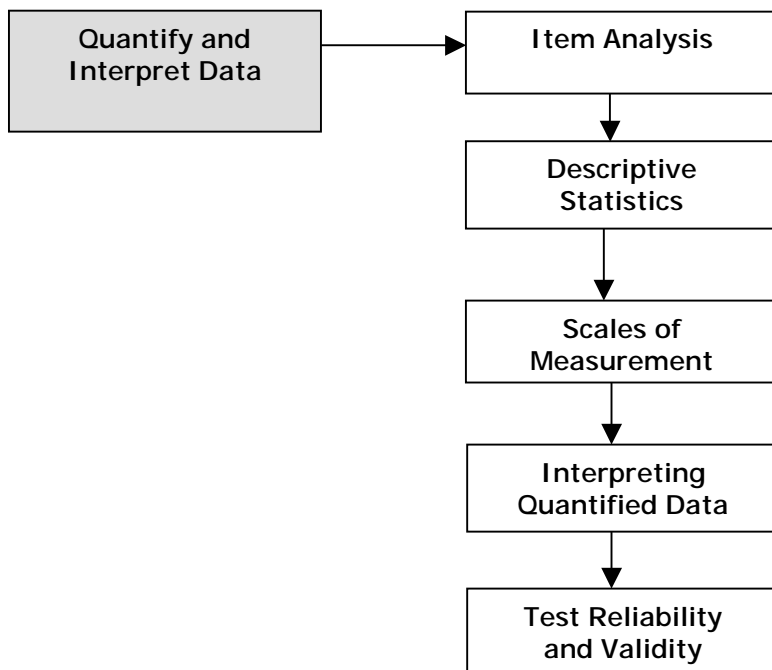 Quantify and
Interpret Data
Item Analysis
Descriptive
Statistics
Scales of
Measurement
Interpreting
Quantified Data
Test Reliability
and Validity